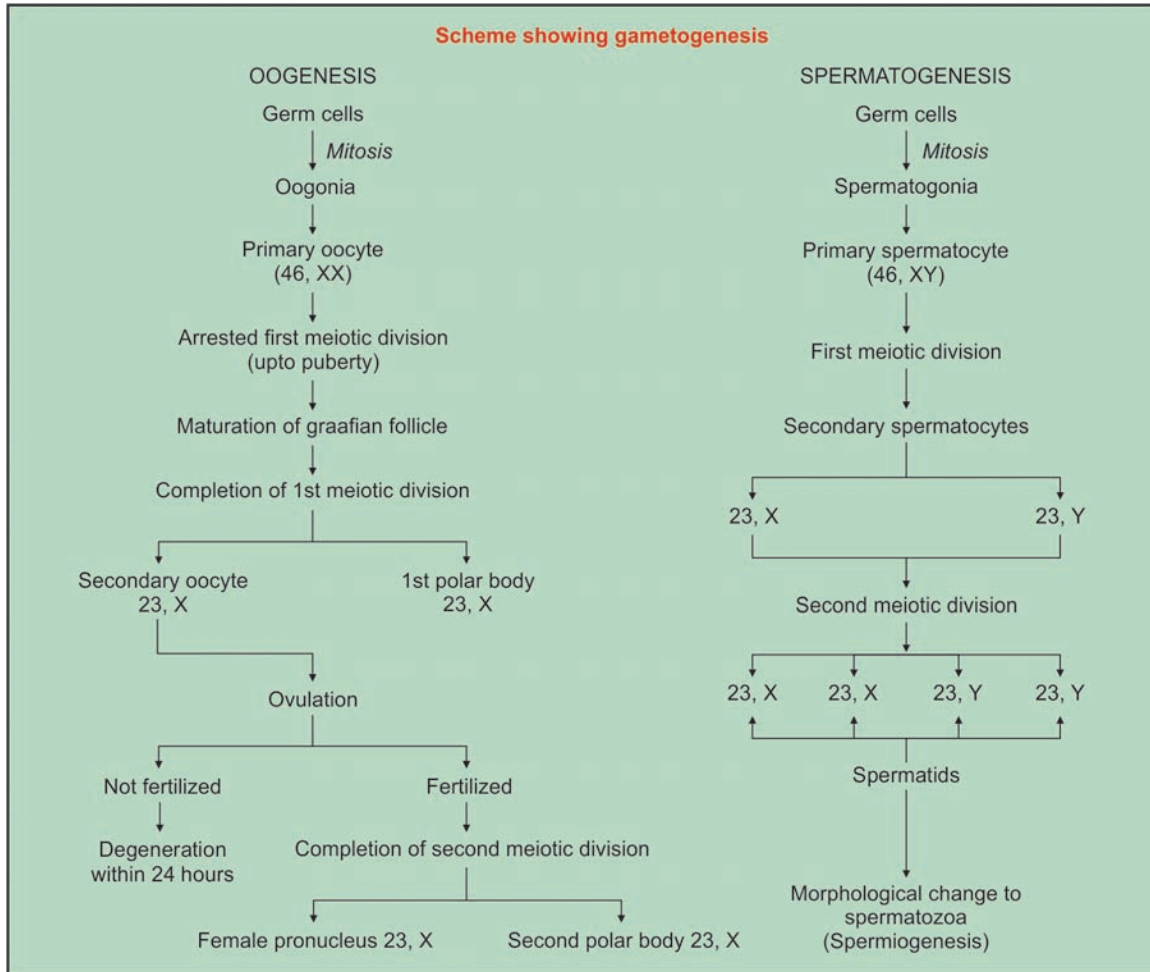 Scheme showing gametogenesis
OOGENESIS
Germ cells
Mitosis
Oogonia
Primary oocyte
(46, XX)
Arrested first meiotic division
(upto puberty)
Maturation of graafian follicle
Completion of 1st meiotic division
Secondary oocyte
23, X
1st polar body
23, X
Ovulation
Not fertilized
Fertilized
Degeneration
within 24 hours
Completion of second meiotic division
Female pronucleus 23, X
Second polar body 23, X
SPERMATOGENESIS
Germ cells
Mitosis
Spermatogonia
Primary spermatocyte
(46, XY)
First meiotic division
Secondary spermatocytes
23, X
23, Y
Second meiotic division
23, X
23, X
23, Y
23, Y
Spermatids
Morphological change to
spermatozoa
(Spermiogenesis)